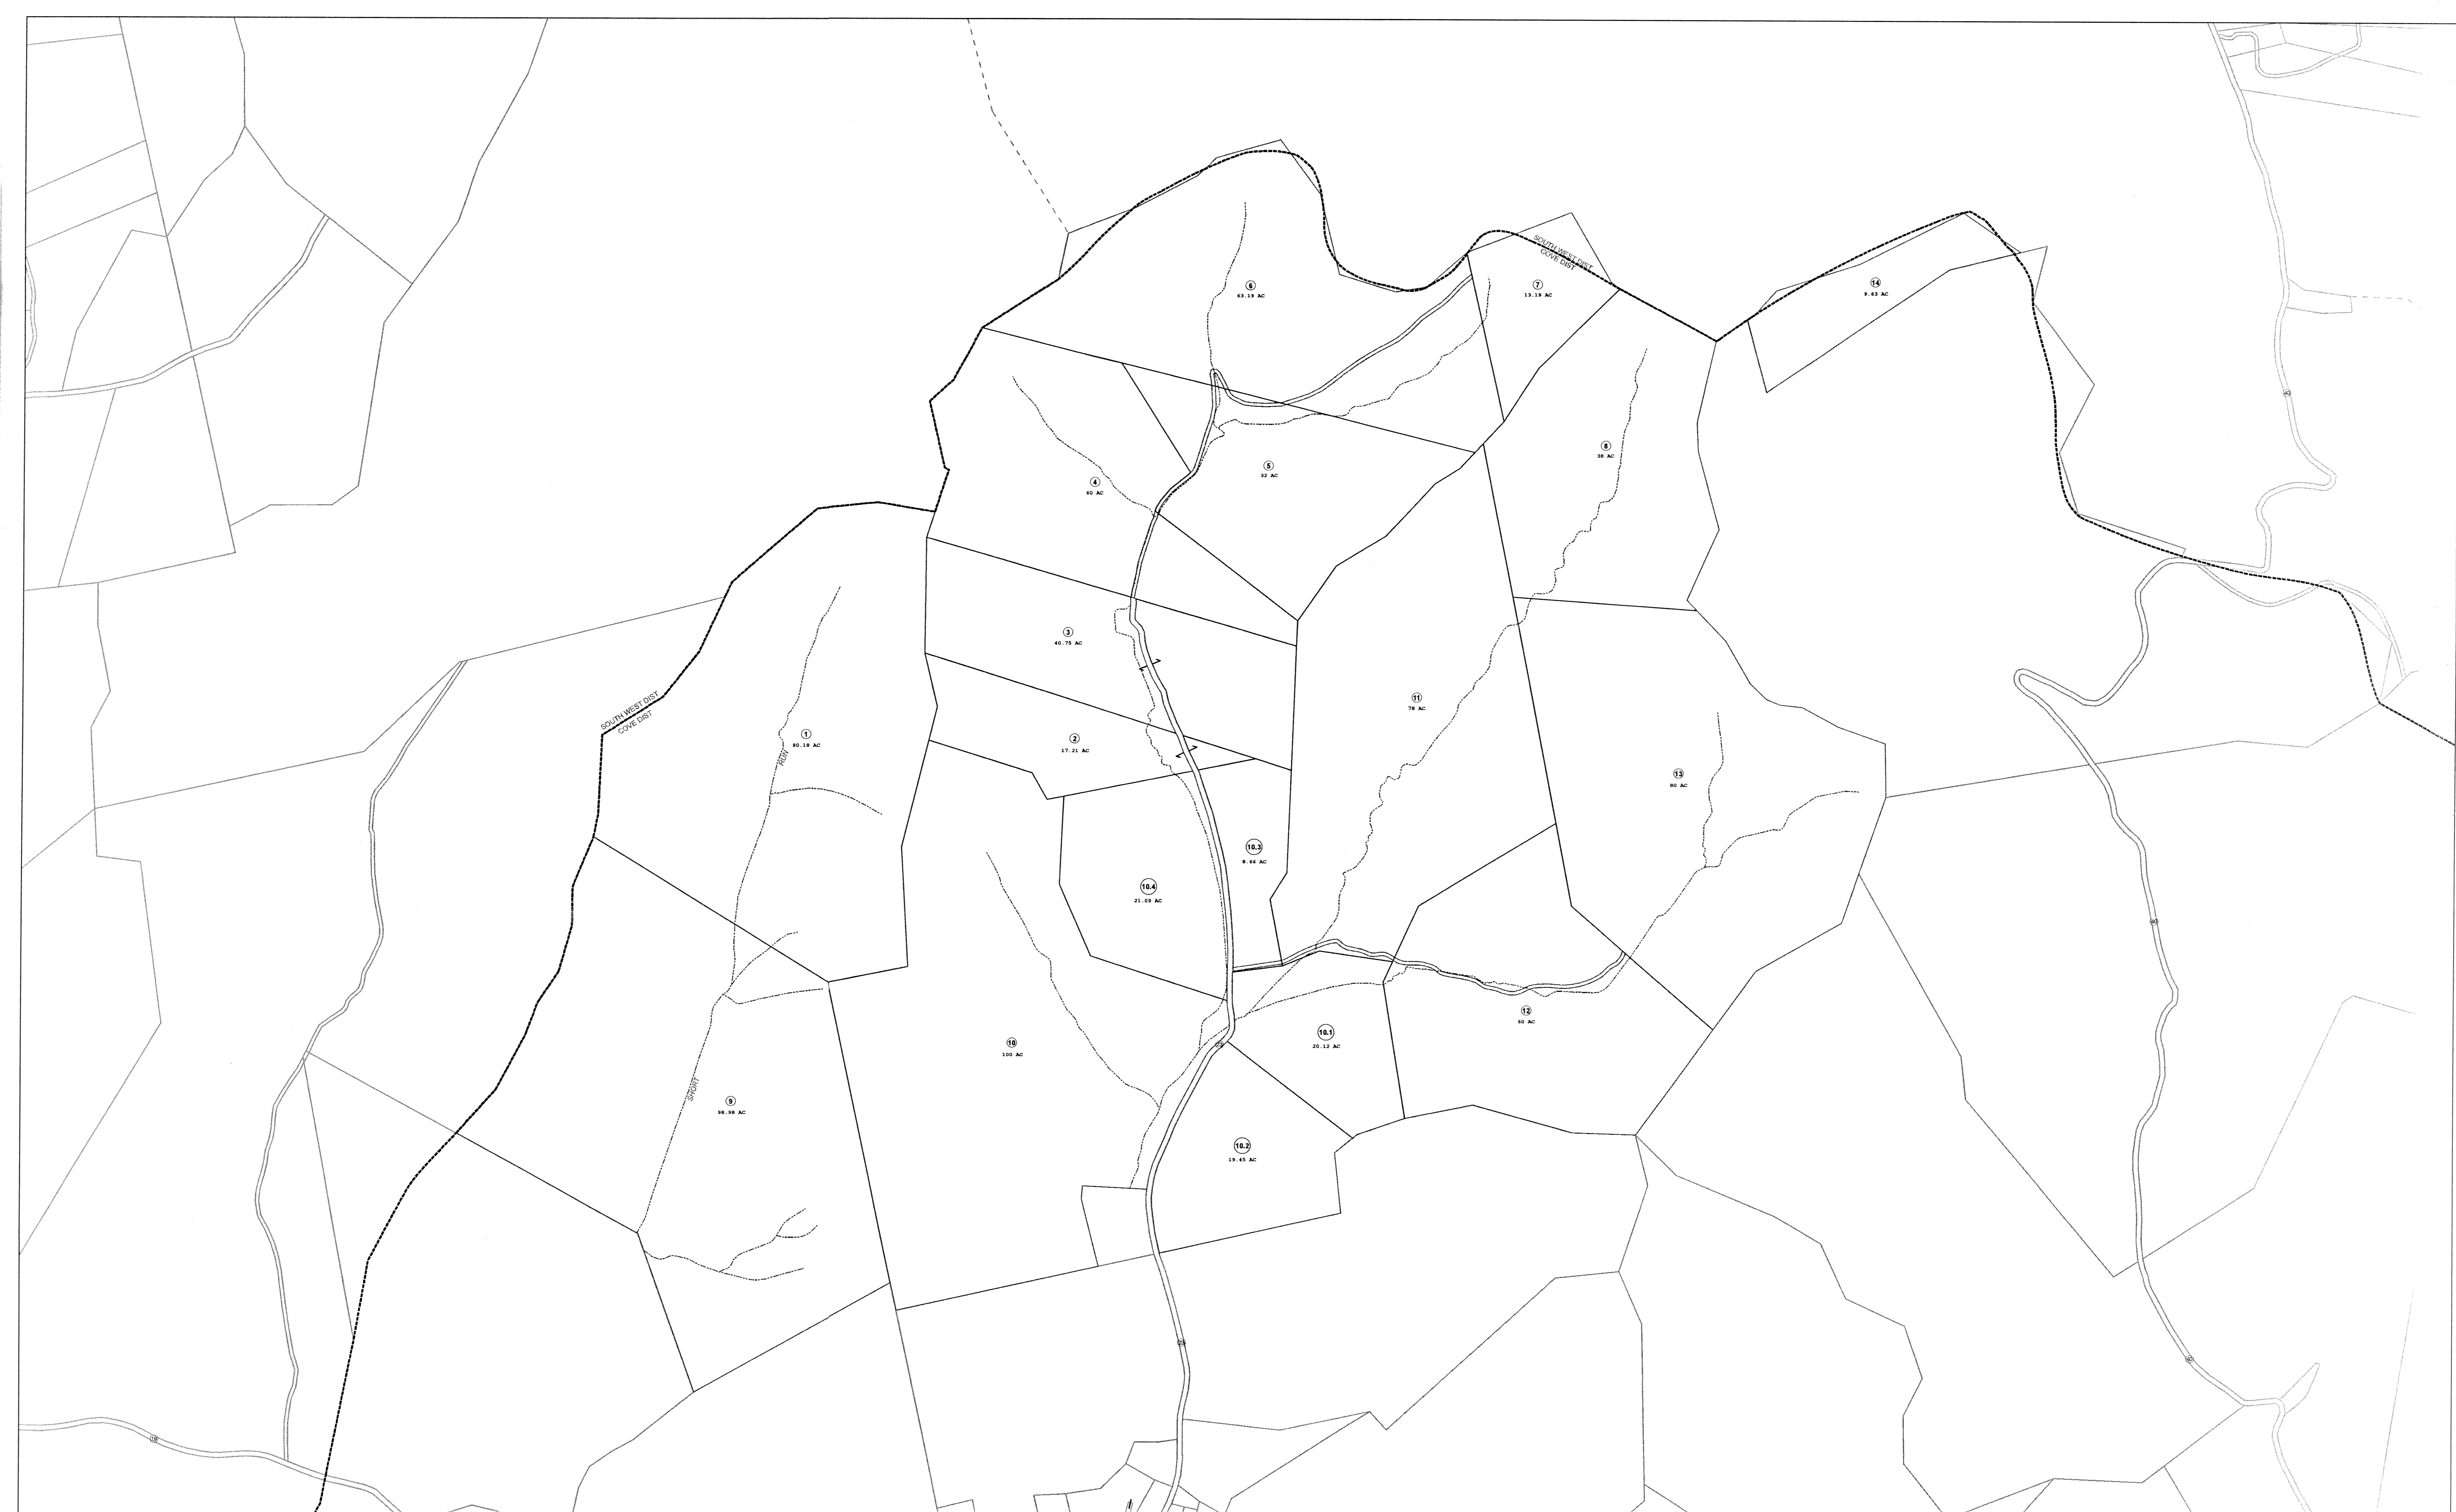 SOUTH WEST DIST
COVE DIST
6
63.19 AC
7
13.19 AC
14
9.63 AC
8
38 AC
5
32 AC
4
60 AC
3
40.75 AC
SOUTH WEST DIST
COVE DIST
11
78 AC
1
90.18 AC
RUN
2
17.21 AC
13
80 AC
10.3
8.66 AC
10.4
21.09 AC
12
60 AC
10.1
20.12 AC
10
100 AC
SHORT
9
98.98 AC
10.2
19.45 AC